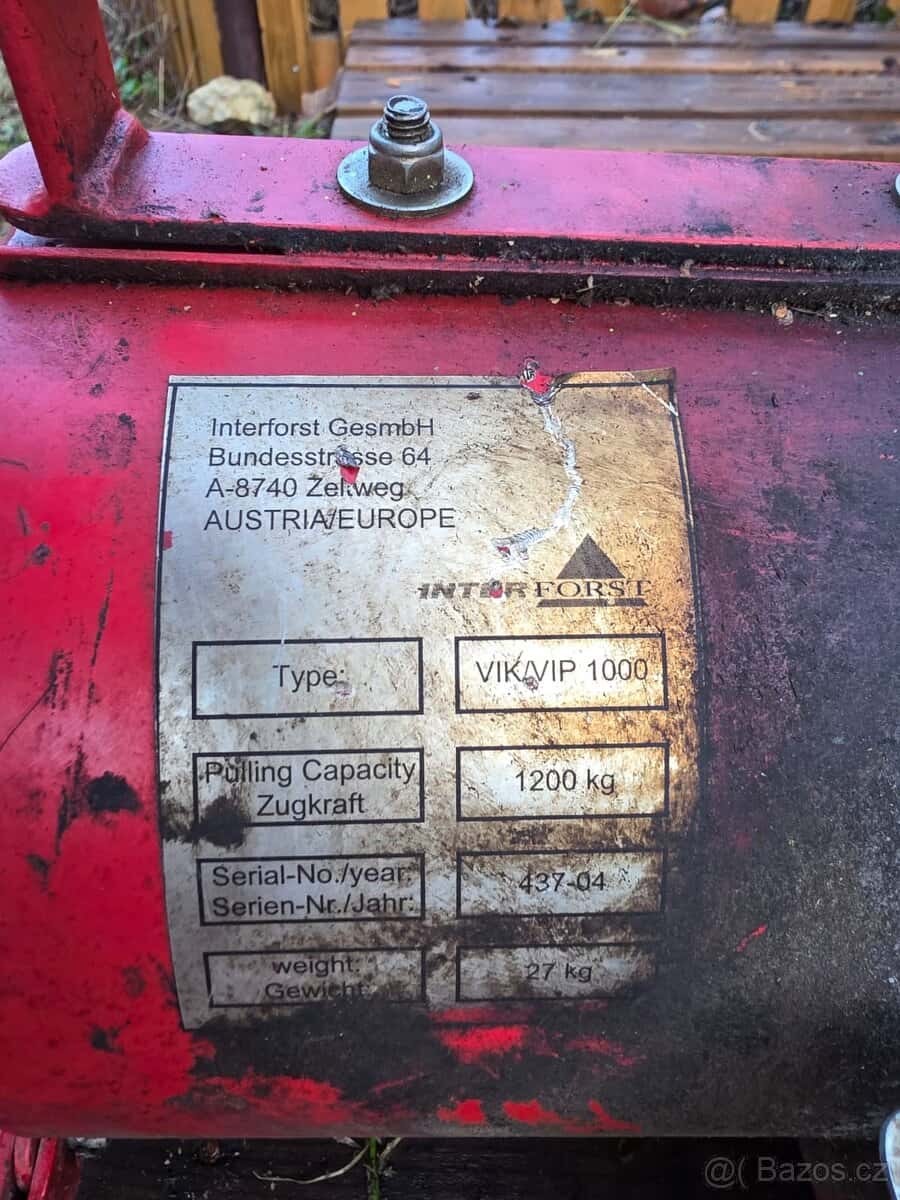 Interforst GesmbH
Bundesstrasse 64
A-8740 Zeltweg
AUSTRIA/EUROPE
INTERFORST
Type:
VIK/VIP 1000
Pulling Capacity
Zugkraft
1200 kg
Serial-No./year:
Serien-Nr./Jahr:
437-04
weight:
Gewicht:
27 kg
@( Bazos.cz